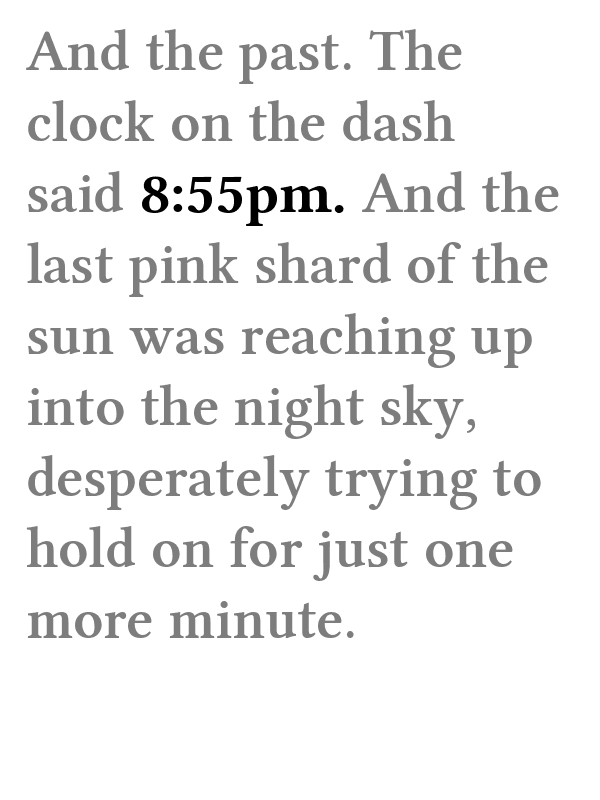 And the past. The
clock on the dash
said 8:55pm. And the
last pink shard of the
sun was reaching up
into the night sky,
desperately trying to
hold on for just one
more minute.